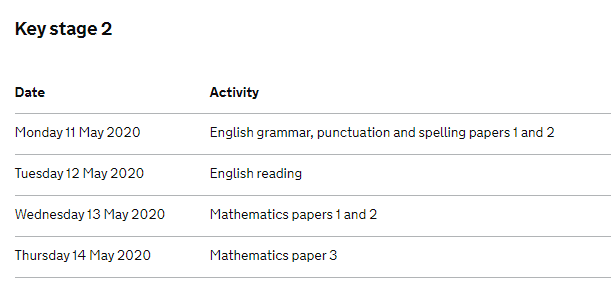 Key stage 2
Date Activity
Monday 11 May 2020 English grammar, punctuation and spelling papers 1 and 2
Tuesday 12 May 2020 English reading
Wednesday 13 May 2020 Mathematics papers 1 and 2
Thursday 14 May 2020 Mathematics paper 3